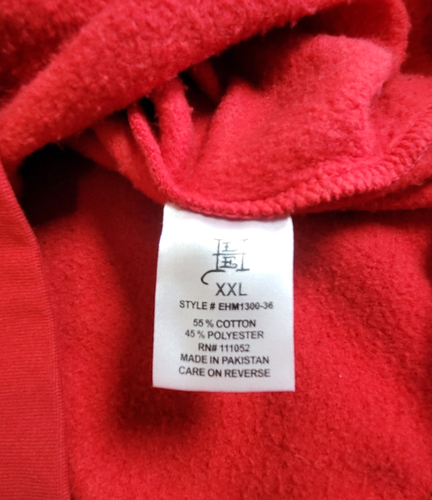 XXL
STYLE # EHM1300-36
55% COTTON
45% POLYESTER
RN# 111052
MADE IN PAKISTAN
CARE ON REVERSE